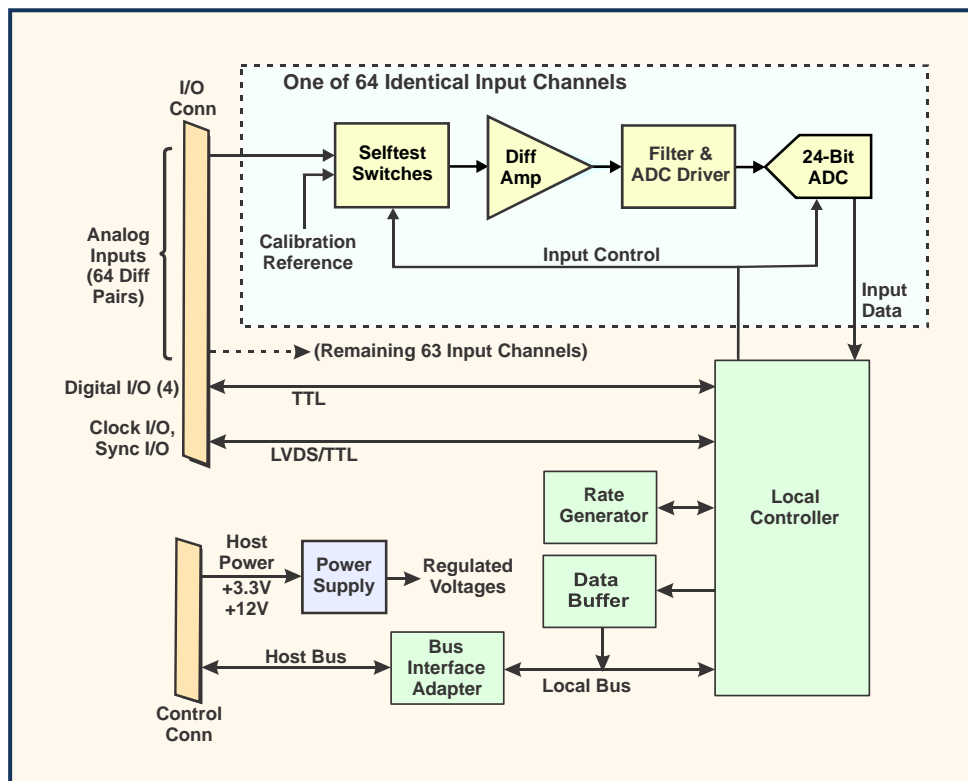 One of 64 Identical Input Channels
I/O
Conn
Selftest
Switches
Diff
Amp
Filter &
ADC Driver
24-Bit
ADC
Analog
Inputs
(64 Diff
Pairs)
Calibration
Reference
Input Control
Input
Data
(Remaining 63 Input Channels)
Digital I/O (4)
TTL
Clock I/O,
Sync I/O
LVDS/TTL
Rate
Generator
Local
Controller
Host
Power
+3.3V
+12V
Power
Supply
Regulated
Voltages
Data
Buffer
Host Bus
Bus
Interface
Adapter
Local Bus
Control
Conn